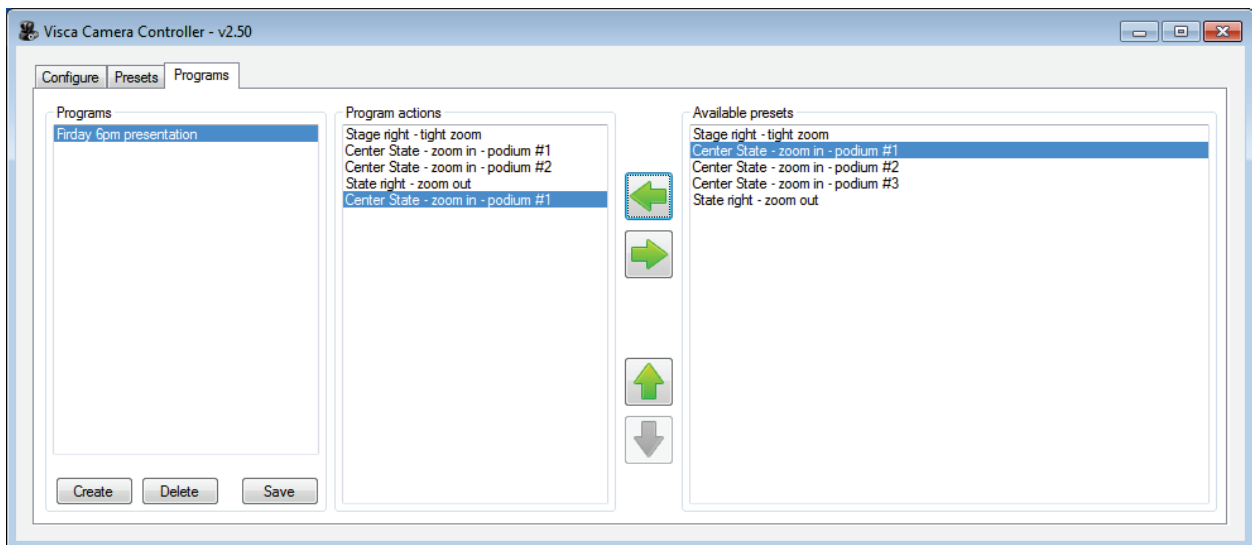 Visca Camera Controller - v2.50
Configure Presets Programs
Programs
Firday 6pm presentation
Create Delete Save
Program actions
Stage right - tight zoom
Center State - zoom in - podium #1
Center State - zoom in - podium #2
State right - zoom out
Center State - zoom in - podium #1
Available presets
Stage right - tight zoom
Center State - zoom in - podium #1
Center State - zoom in - podium #2
Center State - zoom in - podium #3
State right - zoom out